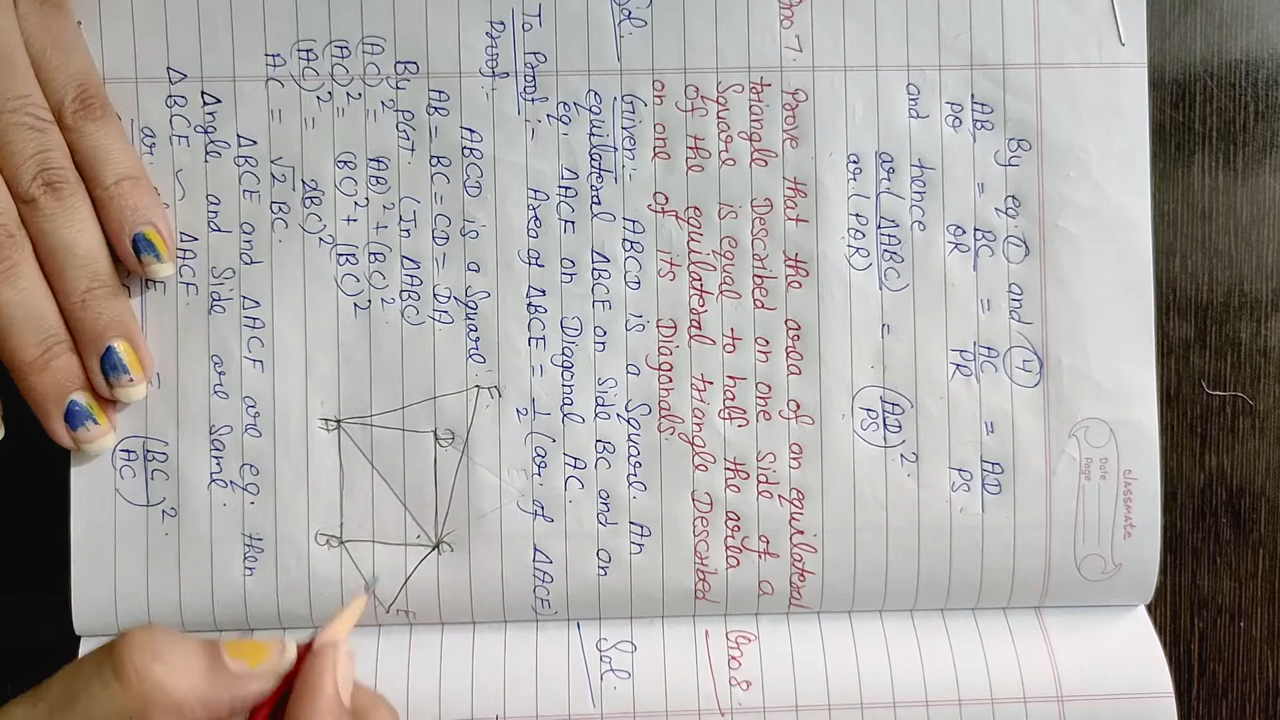 classmate
Date
Page
By eq. ① and ④
AB/PQ = BC/QR = AC/PR = AD/PS.
and hence
ar.(ΔABC)/ar.(PQR) = (AD/PS)².
no 7. Prove that the area of an equilateral
triangle Described on one side of a
Square is equal to half the area
of the equilateral triangle Described
on one of its Diagonals.
Sol. Given:- ABCD is a Square. An
equilateral ΔBCE on Side BC and on
eq. ΔACF on Diagonal AC.
To Proof:- Area of ΔBCE = 1/2 (ar. of ΔACF)
Proof:-
ABCD is a Square.
AB = BC = CD = DA.
By PGT. (In ΔABC)
(AC)² = (AB)² + (BC)².
(AC)² = (BC)² + (BC)²
(AC)² = 2(BC)²
AC = √2 BC.
F
D
C
A
B
E
ΔBCE and ΔACF are eq. then
Angle and Side are Same.
ΔBCE ∽ ΔACF.
ar.
E
= (BC/AC)².
Qno 8.
Sol.